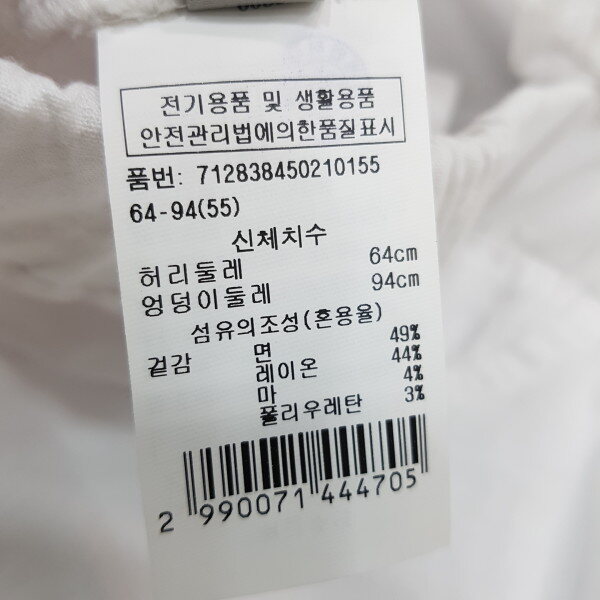 전기용품 및 생활용품
안전관리법에의한품질표시
품번: 712838450210155
64-94(55)
신체치수
허리둘레 64cm
엉덩이둘레 94cm
섬유의조성(혼용율)
겉감 면 49%
레이온 44%
마 4%
폴리우레탄 3%
2 990071 444705